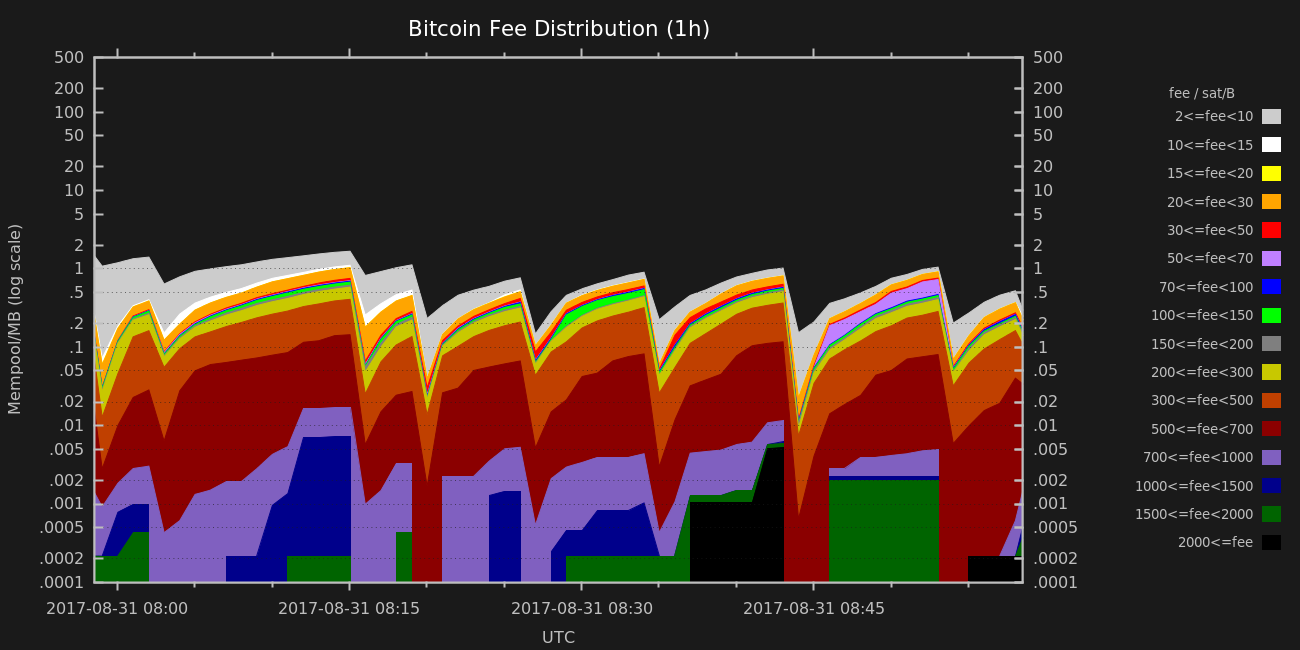 Bitcoin Fee Distribution (1h)
500 500
200 200
100 100
50 50
20 20
10 10
5 5
2 2
1 1
.5 .5
.2 .2
.1 .1
.05 .05
.02 .02
.01 .01
.005 .005
.002 .002
.001 .001
.0005 .0005
.0002 .0002
.0001 .0001
Mempool/MB (log scale)
2017-08-31 08:00 2017-08-31 08:15 2017-08-31 08:30 2017-08-31 08:45
UTC
fee / sat/B
2<=fee<10
10<=fee<15
15<=fee<20
20<=fee<30
30<=fee<50
50<=fee<70
70<=fee<100
100<=fee<150
150<=fee<200
200<=fee<300
300<=fee<500
500<=fee<700
700<=fee<1000
1000<=fee<1500
1500<=fee<2000
2000<=fee